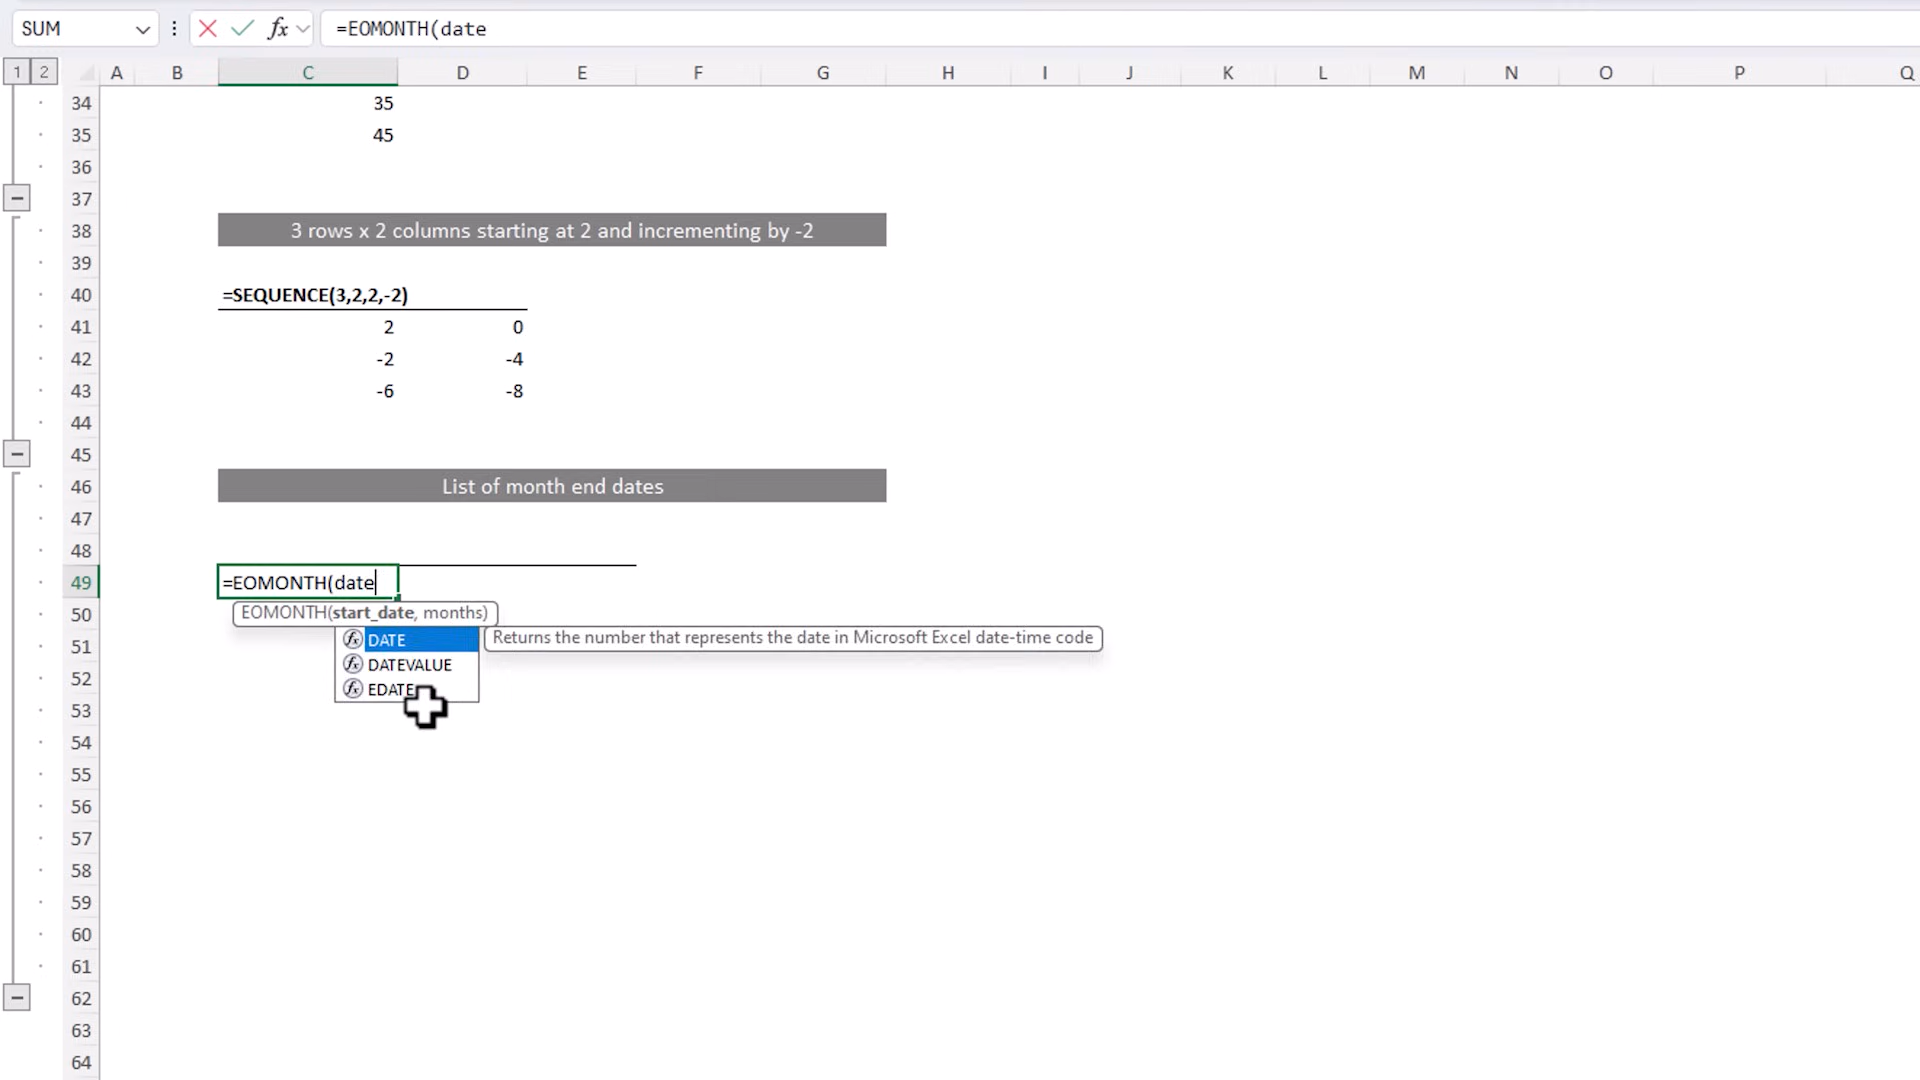 SUM
fx
=EOMONTH(date
1 2
A B C D E F G H I J K L M N O P Q
34 35
35 45
36
37
38 3 rows x 2 columns starting at 2 and incrementing by -2
39
40 =SEQUENCE(3,2,2,-2)
41 2 0
42 -2 -4
43 -6 -8
44
45
46 List of month end dates
47
48
49 =EOMONTH(date
50 EOMONTH(start_date, months)
fx DATE Returns the number that represents the date in Microsoft Excel date-time code
51
fx DATEVALUE
52
fx EDATE
53
54
55
56
57
58
59
60
61
62
63
64